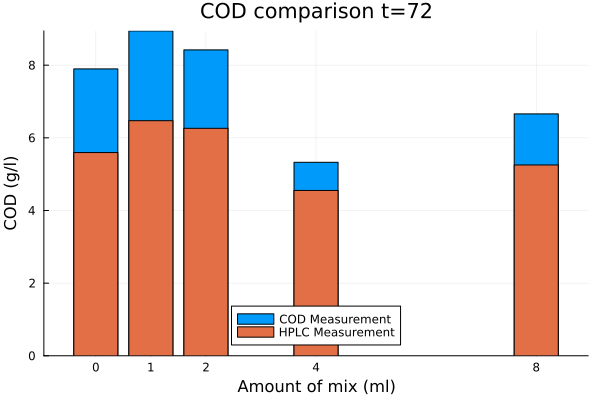 COD comparison t=72
COD (g/l)
8
6
4
2
0
0 1 2 4 8
COD Measurement
HPLC Measurement
Amount of mix (ml)